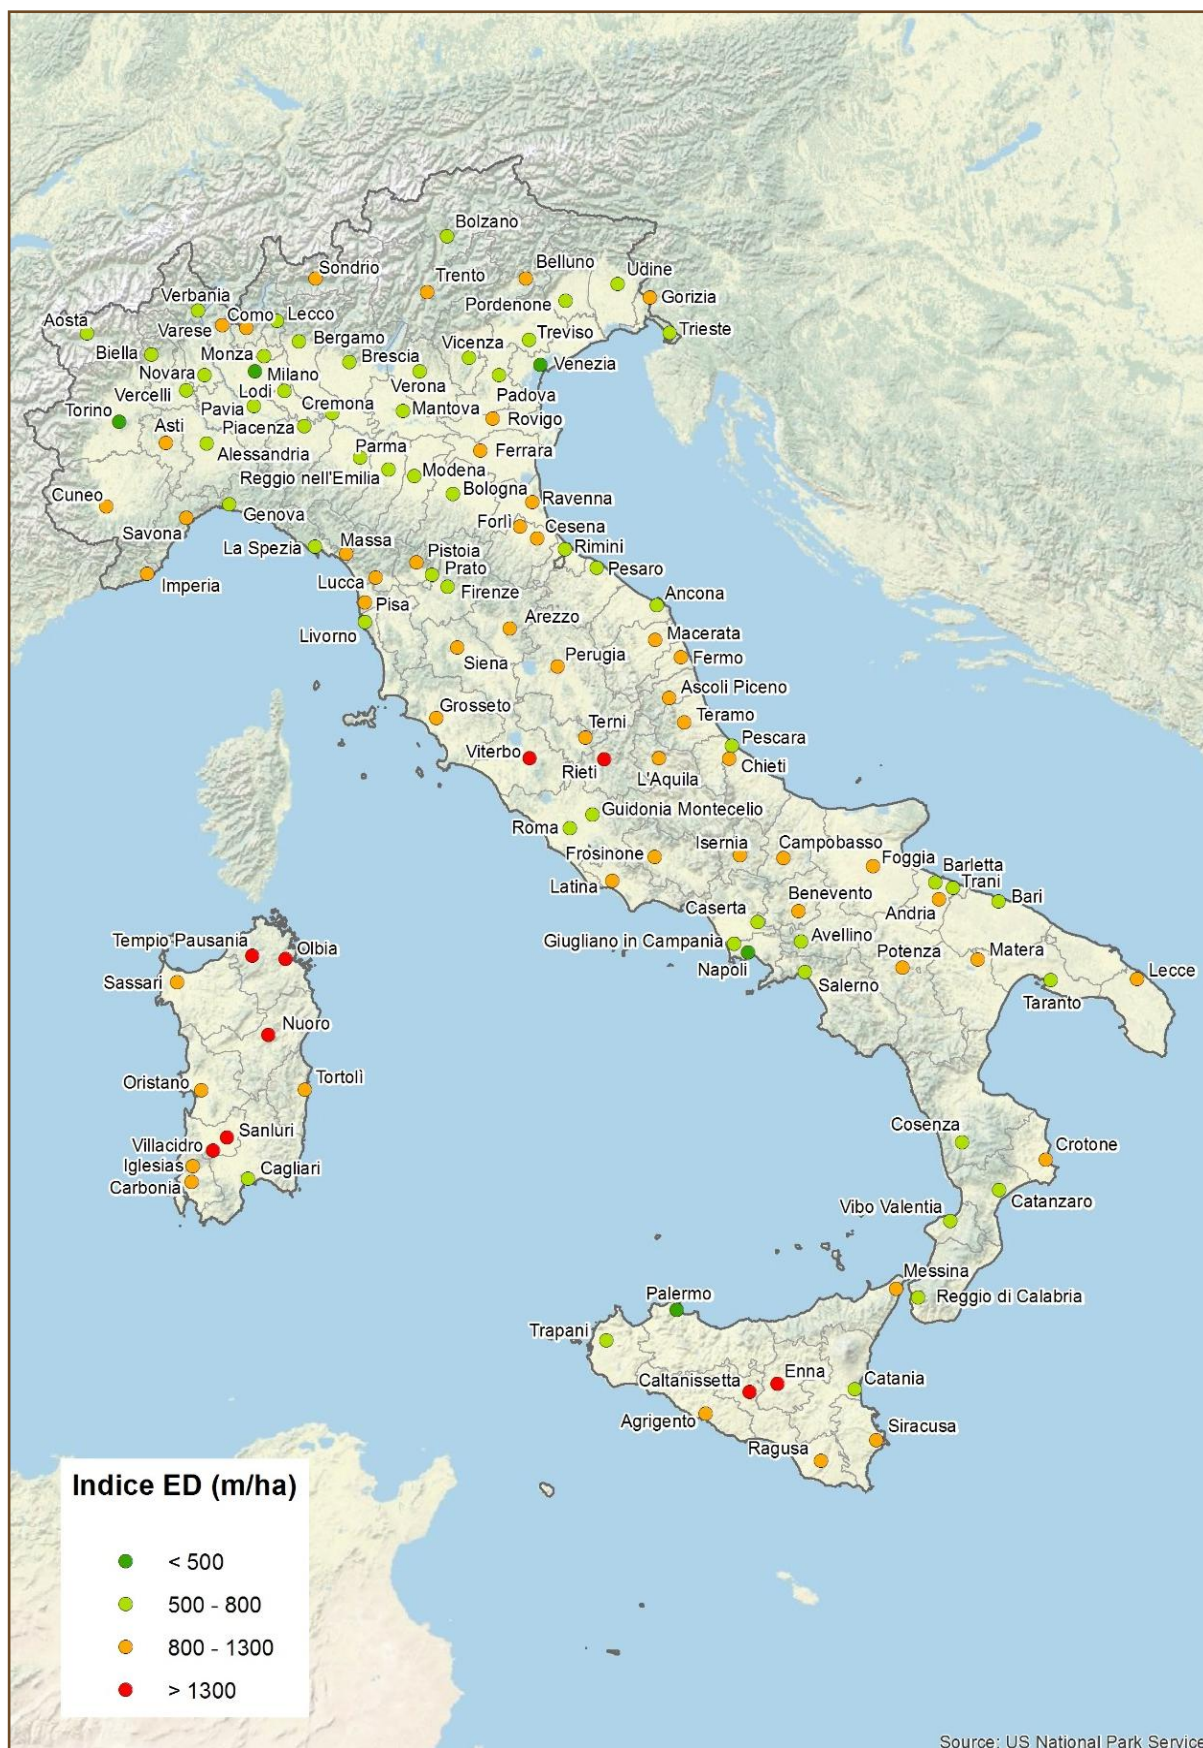 Bolzano
Sondrio
Trento
Belluno
Udine
Verbania
Pordenone
Gorizia
Aosta
Varese
Como
Lecco
Trieste
Bergamo
Vicenza
Treviso
Biella
Monza
Brescia
Venezia
Novara
Milano
Verona
Padova
Vercelli
Lodi
Torino
Pavia
Cremona
Mantova
Rovigo
Asti
Piacenza
Alessandria
Parma
Ferrara
Reggio nell'Emilia
Modena
Cuneo
Bologna
Ravenna
Genova
Savona
Forlì
Cesena
La Spezia
Massa
Rimini
Pistoia
Prato
Pesaro
Imperia
Lucca
Firenze
Pisa
Ancona
Livorno
Arezzo
Macerata
Siena
Perugia
Fermo
Ascoli Piceno
Grosseto
Terni
Teramo
Viterbo
Pescara
Rieti
L'Aquila
Chieti
Guidonia Montecelio
Roma
Isernia
Campobasso
Frosinone
Foggia
Barletta
Trani
Latina
Benevento
Andria
Bari
Caserta
Tempio Pausania
Olbia
Giugliano in Campania
Avellino
Potenza
Matera
Napoli
Lecce
Sassari
Salerno
Taranto
Nuoro
Oristano
Tortolì
Cosenza
Sanluri
Villacidro
Crotone
Iglesias
Cagliari
Carbonia
Catanzaro
Vibo Valentia
Messina
Palermo
Reggio di Calabria
Trapani
Enna
Caltanissetta
Catania
Agrigento
Siracusa
Ragusa
Indice ED (m/ha)
< 500
500 - 800
800 - 1300
> 1300
Source: US National Park Service